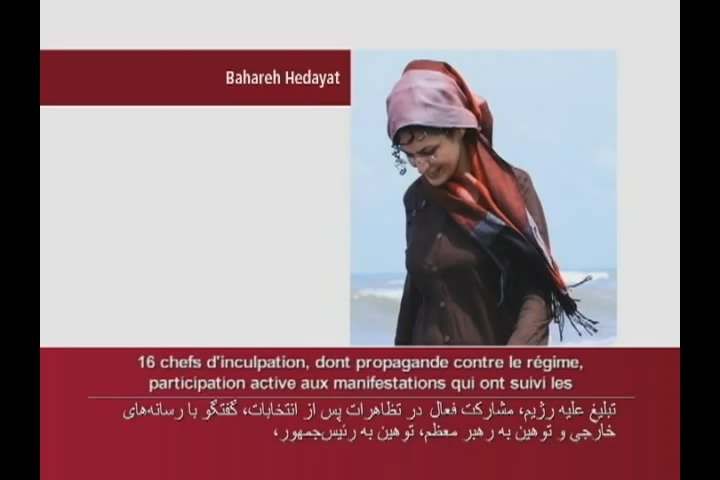 Bahareh Hedayat
16 chefs d'inculpation, dont propagande contre le régime,
participation active aux manifestations qui ont suivi les
تبلیغ علیه رژیم، مشارکت فعال در تظاهرات پس از انتخابات، گفتگو با رسانه‌های
خارجی و توهین به رهبر معظم، توهین به رئیس‌جمهور،